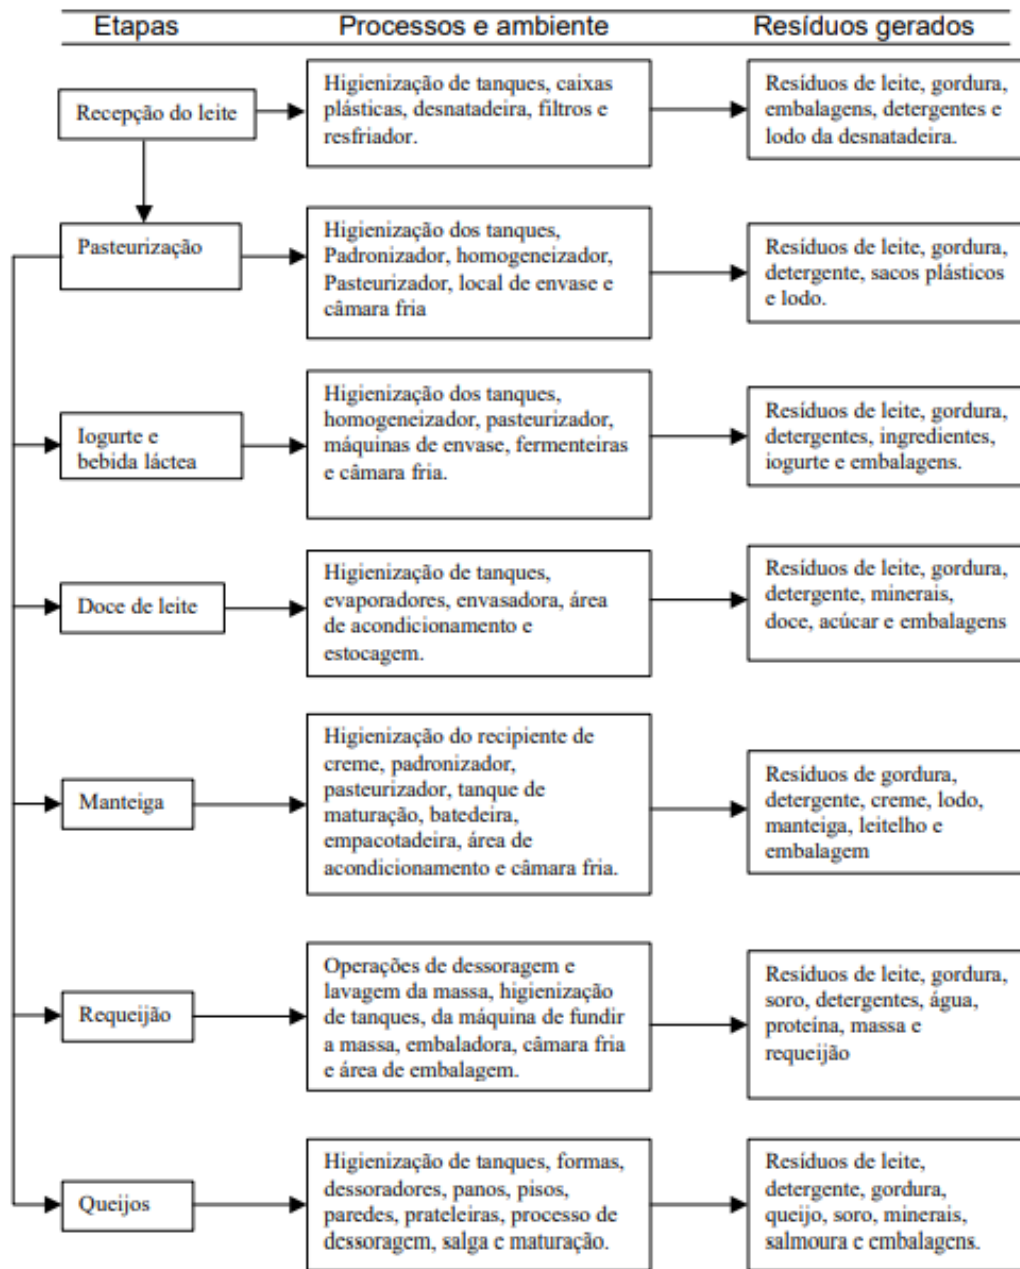 Etapas
Processos e ambiente
Resíduos gerados
Recepção do leite
Higienização de tanques, caixas
plásticas, desnatadeira, filtros e
resfriador.
Resíduos de leite, gordura,
embalagens, detergentes e
lodo da desnatadeira.
Pasteurização
Higienização dos tanques,
Padronizador, homogeneizador,
Pasteurizador, local de envase e
câmara fria
Resíduos de leite, gordura,
detergente, sacos plásticos
e lodo.
Iogurte e
bebida láctea
Higienização dos tanques,
homogeneizador, pasteurizador,
máquinas de envase, fermenteiras
e câmara fria.
Resíduos de leite, gordura,
detergentes, ingredientes,
iogurte e embalagens.
Doce de leite
Higienização de tanques,
evaporadores, envasadora, área
de acondicionamento e
estocagem.
Resíduos de leite, gordura,
detergente, minerais,
doce, acúcar e embalagens
Manteiga
Higienização do recipiente de
creme, padronizador,
pasteurizador, tanque de
maturação, batedeira,
empacotadeira, área de
acondicionamento e câmara fria.
Resíduos de gordura,
detergente, creme, lodo,
manteiga, leitelho e
embalagem
Requeijão
Operações de dessoragem e
lavagem da massa, higienização
de tanques, da máquina de fundir
a massa, embaladora, câmara fria
e área de embalagem.
Resíduos de leite, gordura,
soro, detergentes, água,
proteína, massa e
requeijão
Queijos
Higienização de tanques, formas,
dessoradores, panos, pisos,
paredes, prateleiras, processo de
dessoragem, salga e maturação.
Resíduos de leite,
detergente, gordura,
queijo, soro, minerais,
salmoura e embalagens.